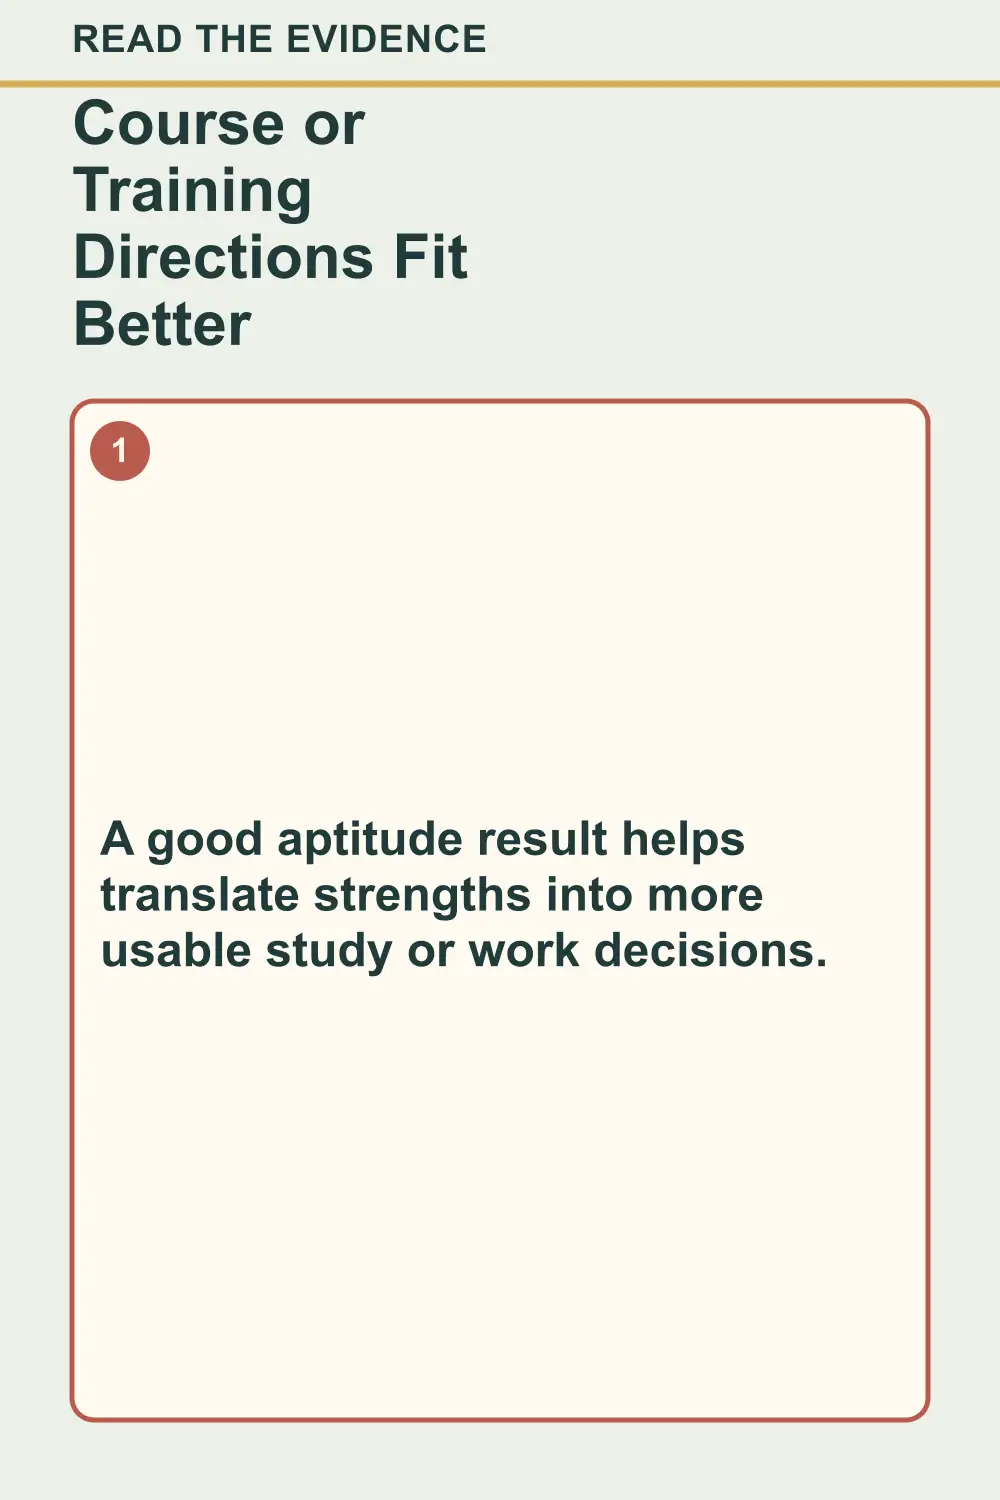 READ THE EVIDENCE
Course or
Training
Directions Fit
Better
1
A good aptitude result helps
translate strengths into more
usable study or work decisions.